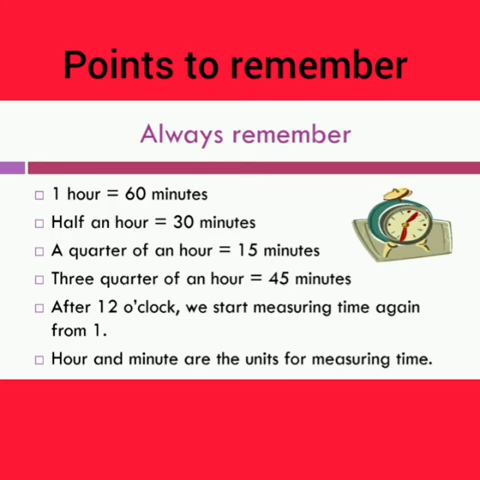 Points to remember
Always remember
1 hour = 60 minutes
Half an hour = 30 minutes
A quarter of an hour = 15 minutes
Three quarter of an hour = 45 minutes
After 12 o'clock, we start measuring time again
from 1.
Hour and minute are the units for measuring time.